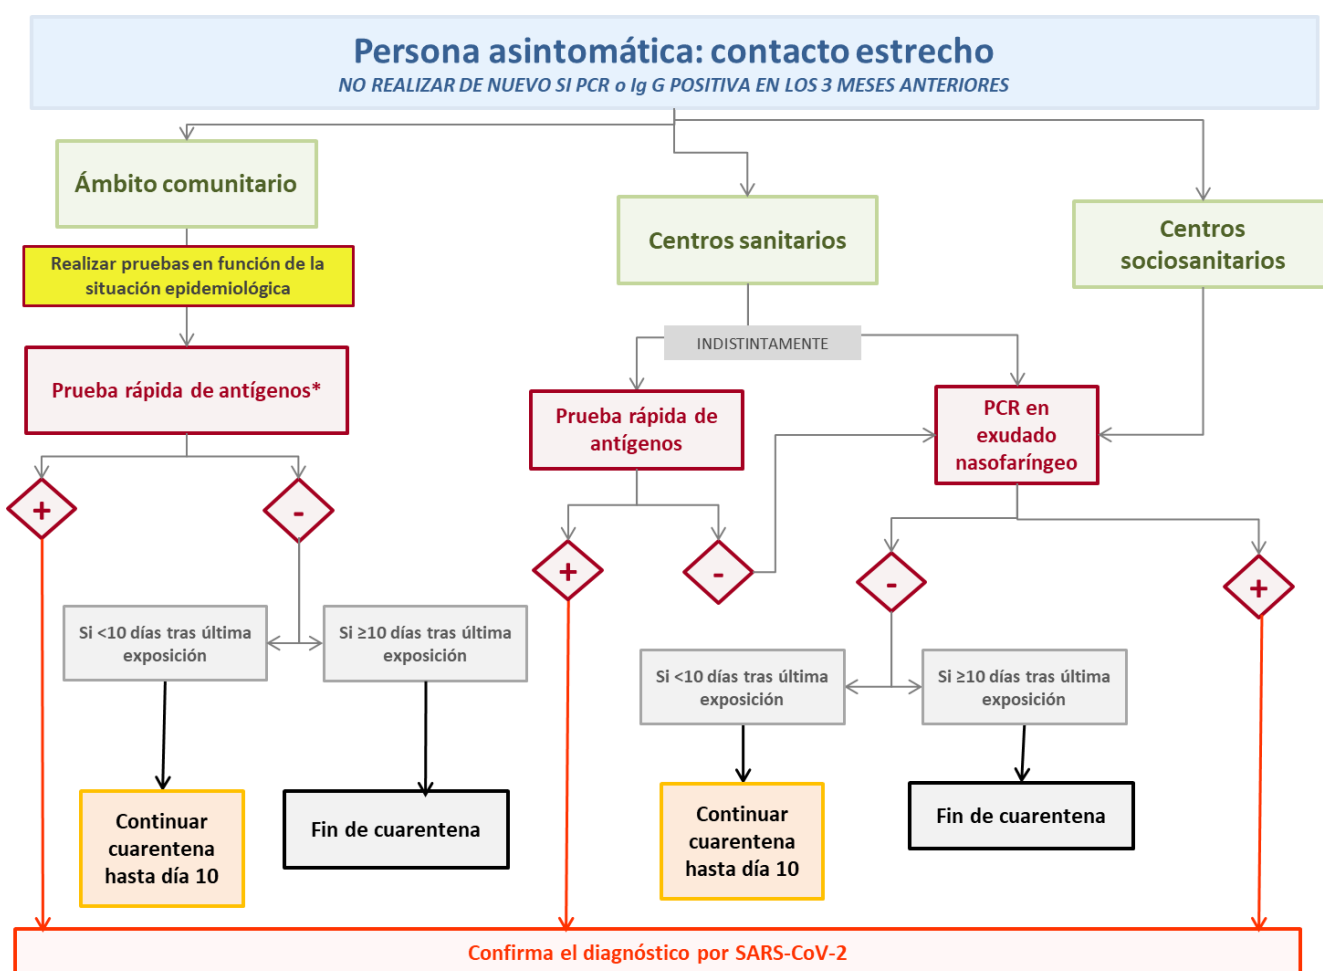 Persona asintomática: contacto estrecho
NO REALIZAR DE NUEVO SI PCR o Ig G POSITIVA EN LOS 3 MESES ANTERIORES
Ámbito comunitario
Realizar pruebas en función de la
situación epidemiológica
Prueba rápida de antígenos*
+
-
Si <10 días tras última
exposición
Si ≥10 días tras última
exposición
Continuar
cuarentena
hasta día 10
Fin de cuarentena
Centros sanitarios
Centros
sociosanitarios
INDISTINTAMENTE
Prueba rápida de
antígenos
PCR en
exudado
nasofaríngeo
+
-
-
+
Si <10 días tras última
exposición
Si ≥10 días tras última
exposición
Continuar
cuarentena
hasta día 10
Fin de cuarentena
Confirma el diagnóstico por SARS-CoV-2